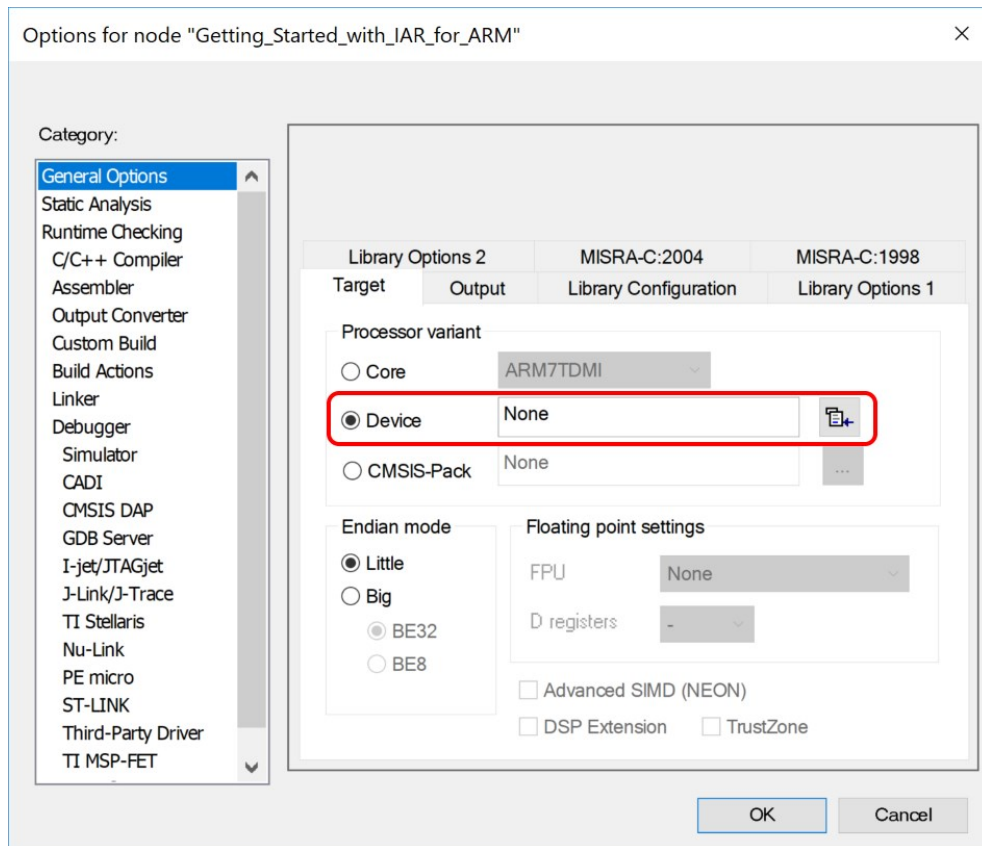 Options for node "Getting_Started_with_IAR_for_ARM"
Category:
General Options
Static Analysis
Runtime Checking
C/C++ Compiler
Assembler
Output Converter
Custom Build
Build Actions
Linker
Debugger
Simulator
CADI
CMSIS DAP
GDB Server
I-jet/JTAGjet
J-Link/J-Trace
TI Stellaris
Nu-Link
PE micro
ST-LINK
Third-Party Driver
TI MSP-FET
Library Options 2 MISRA-C:2004 MISRA-C:1998
Target Output Library Configuration Library Options 1
Processor variant
Core ARM7TDMI
Device None
CMSIS-Pack None ...
Endian mode
Little
Big
BE32
BE8
Floating point settings
FPU None
D registers -
Advanced SIMD (NEON)
DSP Extension TrustZone
OK Cancel